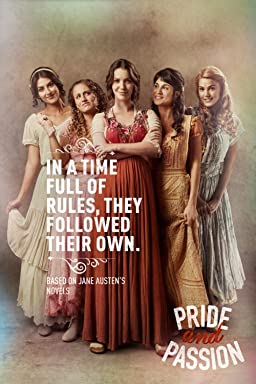 IN A TIME
FULL OF
RULES, THEY
FOLLOWED
THEIR OWN.
BASED ON JANE AUSTEN'S
NOVELS
PRIDE
and
PASSION